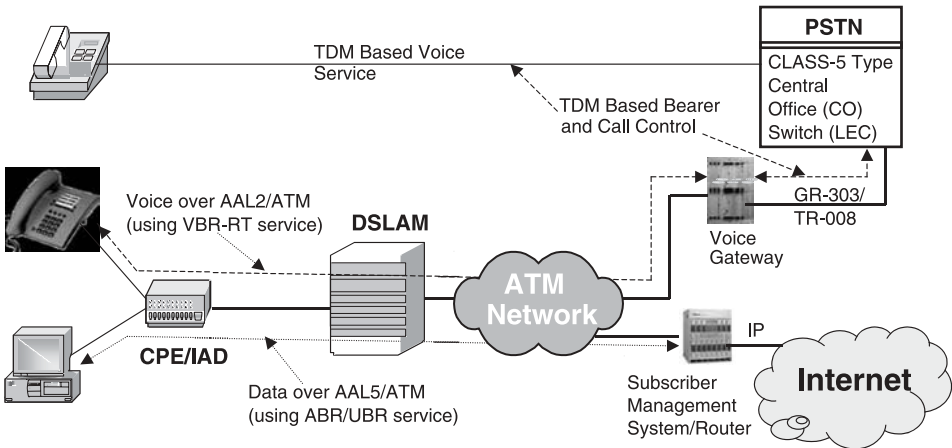 PSTN
CLASS-5 Type
Central
Office (CO)
Switch (LEC)
TDM Based Voice
Service
TDM Based Bearer
and Call Control
GR-303/
TR-008
Voice
Gateway
Voice over AAL2/ATM
(using VBR-RT service)
DSLAM
ATM
Network
CPE/IAD
Data over AAL5/ATM
(using ABR/UBR service)
IP
Subscriber
Management
System/Router
Internet